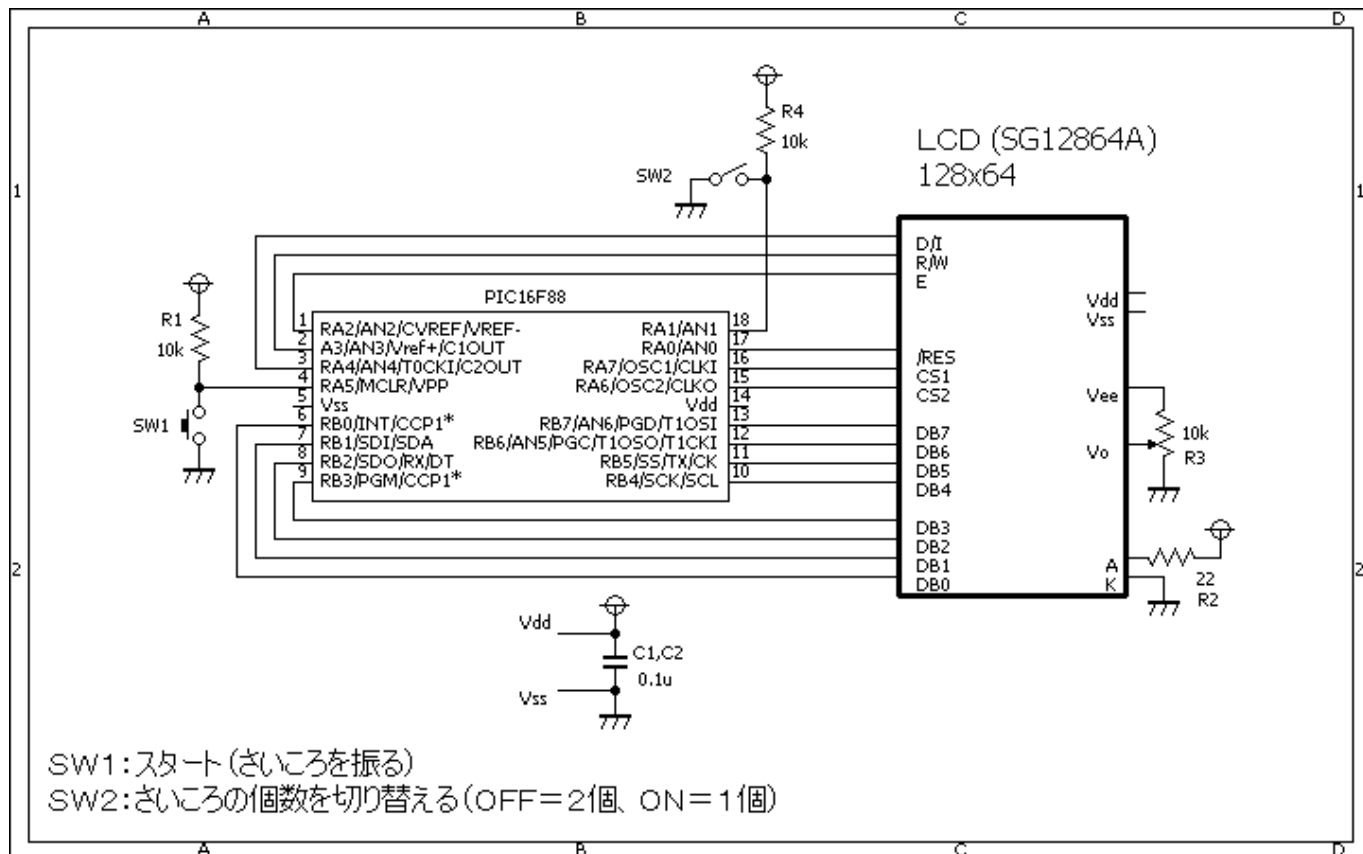 A B C D
R4
10k
LCD (SG12864A)
128x64
SW2
1 1
D/I
R/W
E
PIC16F88
Vdd
Vss
R1
10k
1 RA2/AN2/CVREF/VREF- RA1/AN1 18
2 A3/AN3/Vref+/C1OUT RA0/AN0 17
3 RA4/AN4/T0CKI/C2OUT RA7/OSC1/CLKI 16
4 RA5/MCLR/VPP RA6/OSC2/CLKO 15
5 Vss Vdd 14
6 RB0/INT/CCP1* RB7/AN6/PGD/T1OSI 13
7 RB1/SDI/SDA RB6/AN5/PGC/T1OSO/T1CKI 12
8 RB2/SDO/RX/DT RB5/SS/TX/CK 11
9 RB3/PGM/CCP1* RB4/SCK/SCL 10
/RES
CS1
CS2
Vee
SW1
DB7
DB6
DB5
DB4
10k
Vo
R3
DB3
DB2
DB1
DB0
2 2
A
K
22
R2
Vdd
C1,C2
0.1u
Vss
SW1:スタート(さいころを振る)
SW2:さいころの個数を切り替える(OFF=2個、ON=1個)
A B C D